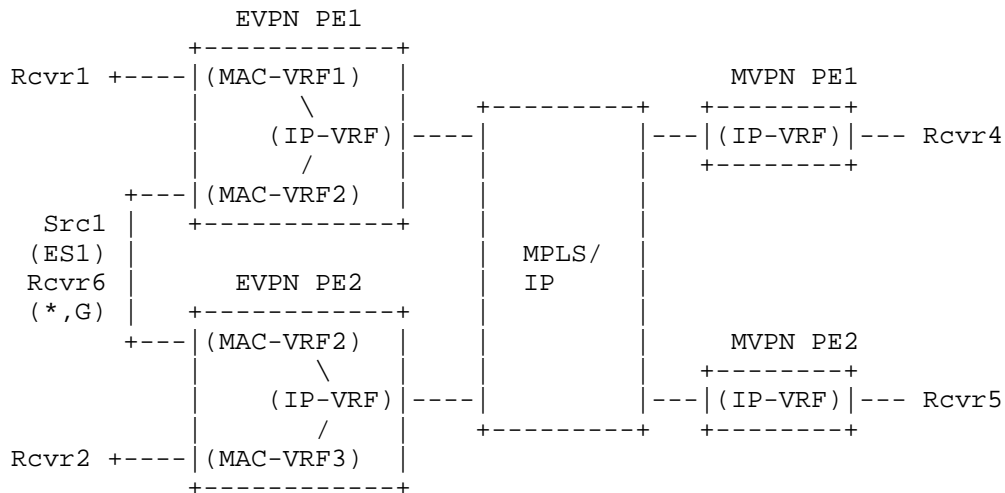 EVPN PE1
Rcvr1 (MAC-VRF1) MVPN PE1
(IP-VRF) (IP-VRF) Rcvr4
(MAC-VRF2)
Src1
(ES1) MPLS/
Rcvr6 EVPN PE2 IP
(*,G)
(MAC-VRF2) MVPN PE2
(IP-VRF) (IP-VRF) Rcvr5
Rcvr2 (MAC-VRF3)